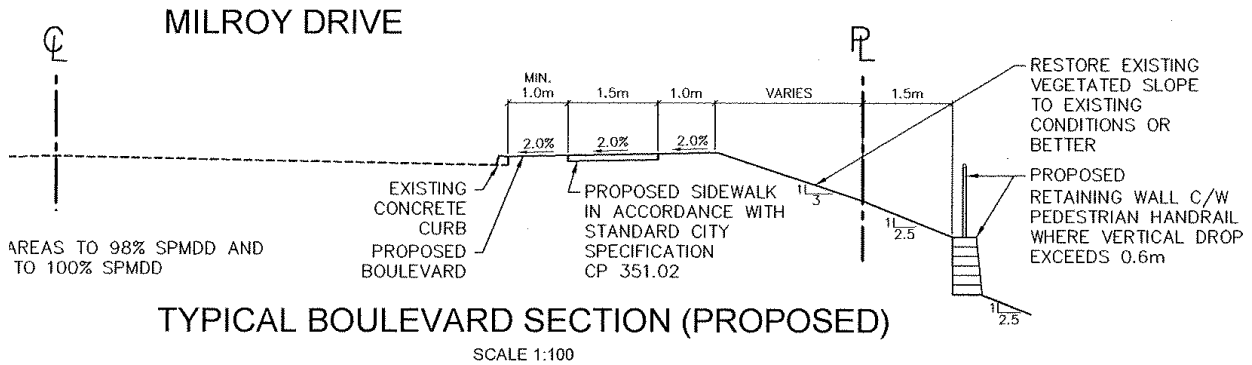 MILROY DRIVE
CL
PL
MIN.
1.0m
1.5m
1.0m
VARIES
1.5m
2.0%
2.0%
2.0%
RESTORE EXISTING
VEGETATED SLOPE
TO EXISTING
CONDITIONS OR
BETTER
EXISTING
CONCRETE
CURB
PROPOSED
BOULEVARD
PROPOSED SIDEWALK
IN ACCORDANCE WITH
STANDARD CITY
SPECIFICATION
CP 351.02
1
3
1
2.5
PROPOSED
RETAINING WALL C/W
PEDESTRIAN HANDRAIL
WHERE VERTICAL DROP
EXCEEDS 0.6m
AREAS TO 98% SPMDD AND
TO 100% SPMDD
1
2.5
TYPICAL BOULEVARD SECTION (PROPOSED)
SCALE 1:100